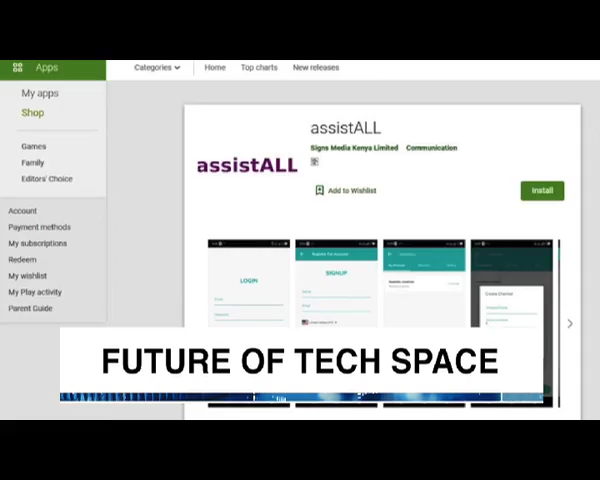 Apps
Categories
Home
Top charts
New releases
My apps
Shop
Games
Family
Editors' Choice
Account
Payment methods
My subscriptions
Redeem
My wishlist
My Play activity
Parent Guide
assistALL
assistALL
Signs Media Kenya Limited Communication
Add to Wishlist
Install
LOGIN
SIGNUP
FUTURE OF TECH SPACE